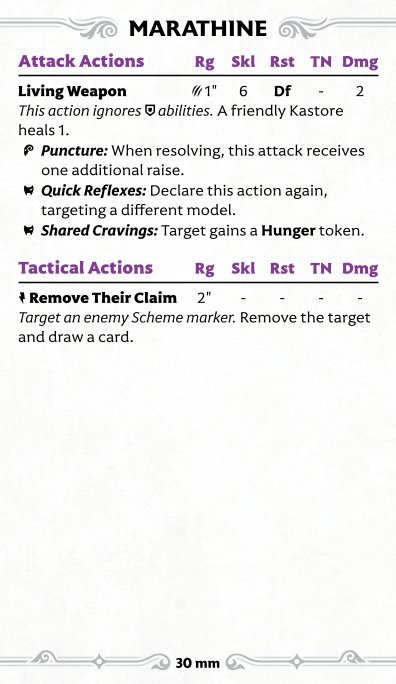 MARATHINE
Attack Actions Rg Skl Rst TN Dmg
Living Weapon 1" 6 Df - 2
This action ignores abilities. A friendly Kastore
heals 1.
Puncture: When resolving, this attack receives
one additional raise.
Quick Reflexes: Declare this action again,
targeting a different model.
Shared Cravings: Target gains a Hunger token.
Tactical Actions Rg Skl Rst TN Dmg
Remove Their Claim 2" - - - -
Target an enemy Scheme marker. Remove the target
and draw a card.
30 mm